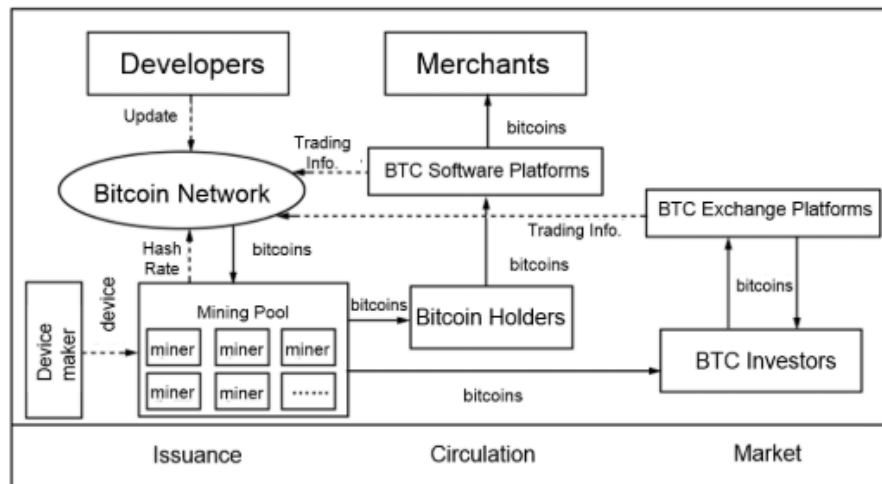 Developers
Merchants
Update
bitcoins
Trading
Info.
BTC Software Platforms
Bitcoin Network
BTC Exchange Platforms
Trading Info.
Hash
Rate
bitcoins
bitcoins
device
Device
maker
Mining Pool
bitcoins
Bitcoin Holders
bitcoins
miner
miner
miner
BTC Investors
miner
miner
......
bitcoins
Issuance
Circulation
Market